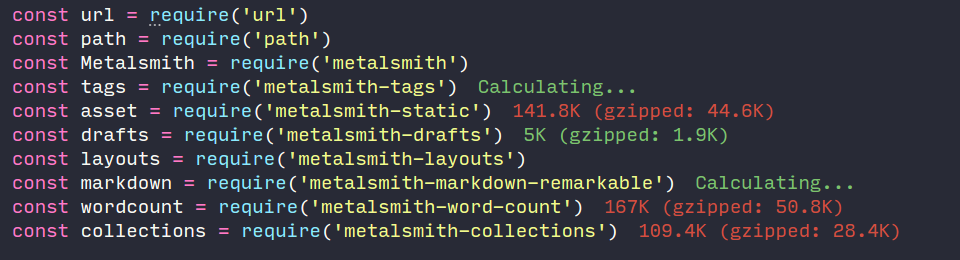 const url = require('url')
const path = require('path')
const Metalsmith = require('metalsmith')
const tags = require('metalsmith-tags') Calculating...
const asset = require('metalsmith-static') 141.8K (gzipped: 44.6K)
const drafts = require('metalsmith-drafts') 5K (gzipped: 1.9K)
const layouts = require('metalsmith-layouts')
const markdown = require('metalsmith-markdown-remarkable') Calculating...
const wordcount = require('metalsmith-word-count') 167K (gzipped: 50.8K)
const collections = require('metalsmith-collections') 109.4K (gzipped: 28.4K)